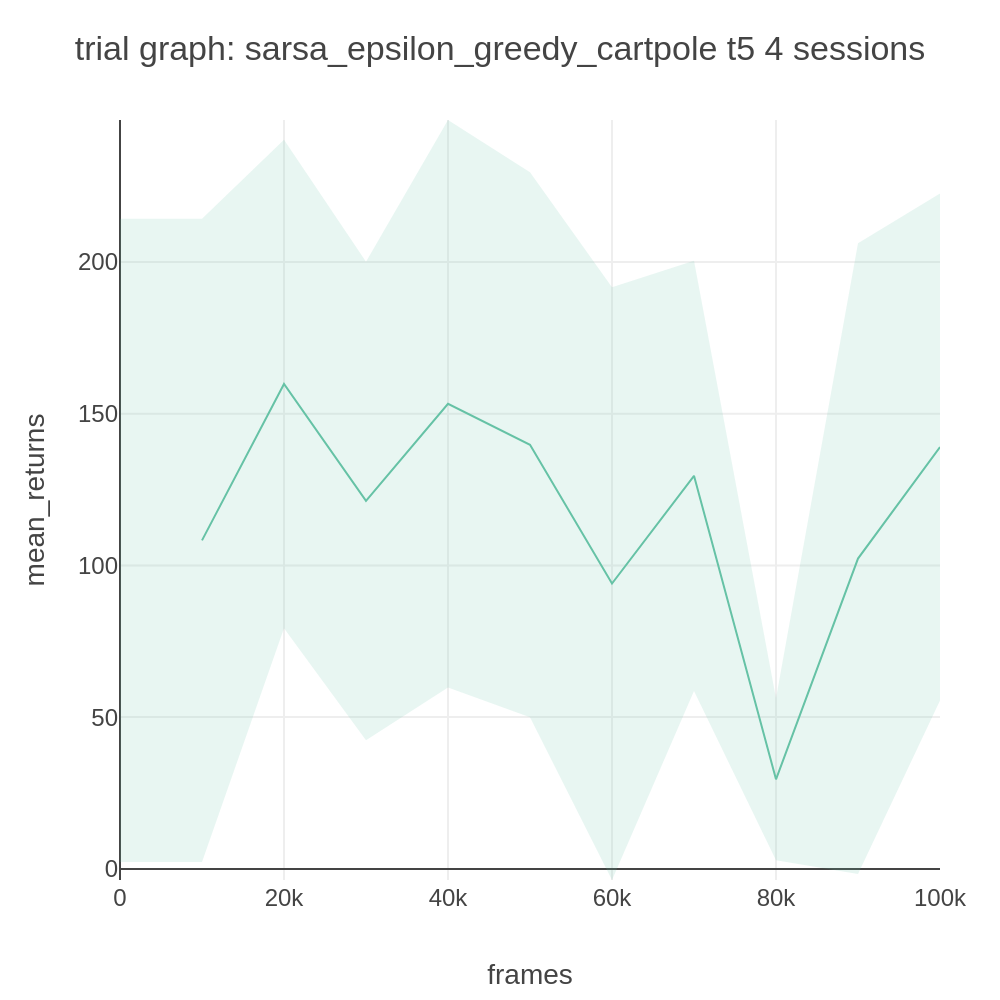 trial graph: sarsa_epsilon_greedy_cartpole t5 4 sessions
200
150
100
50
0
0 20k 40k 60k 80k 100k
mean_returns
frames